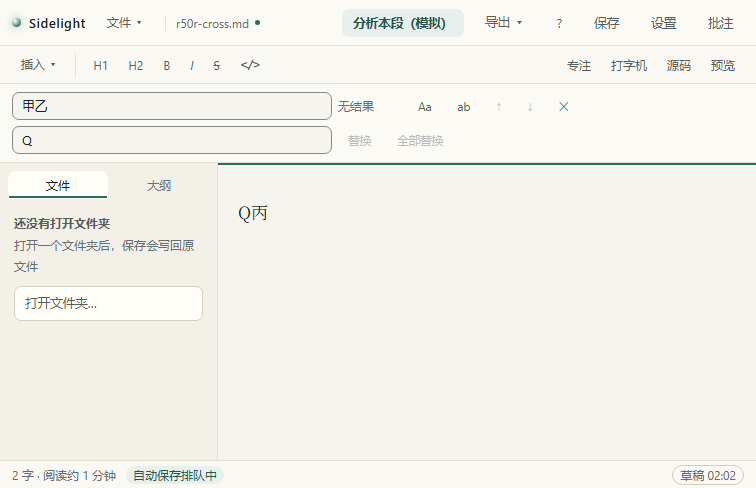 Sidelight 文件 ▾ r50r-cross.md ● 分析本段（模拟） 导出 ▾ ? 保存 设置 批注
插入 ▾ H1 H2 B I S </> 专注 打字机 源码 预览
甲乙 无结果 Aa ab ↑ ↓ ×
Q 替换 全部替换
文件 大纲
还没有打开文件夹
打开一个文件夹后，保存会写回原
文件
打开文件夹...
Q丙
2 字 · 阅读约 1 分钟 自动保存排队中 草稿 02:02